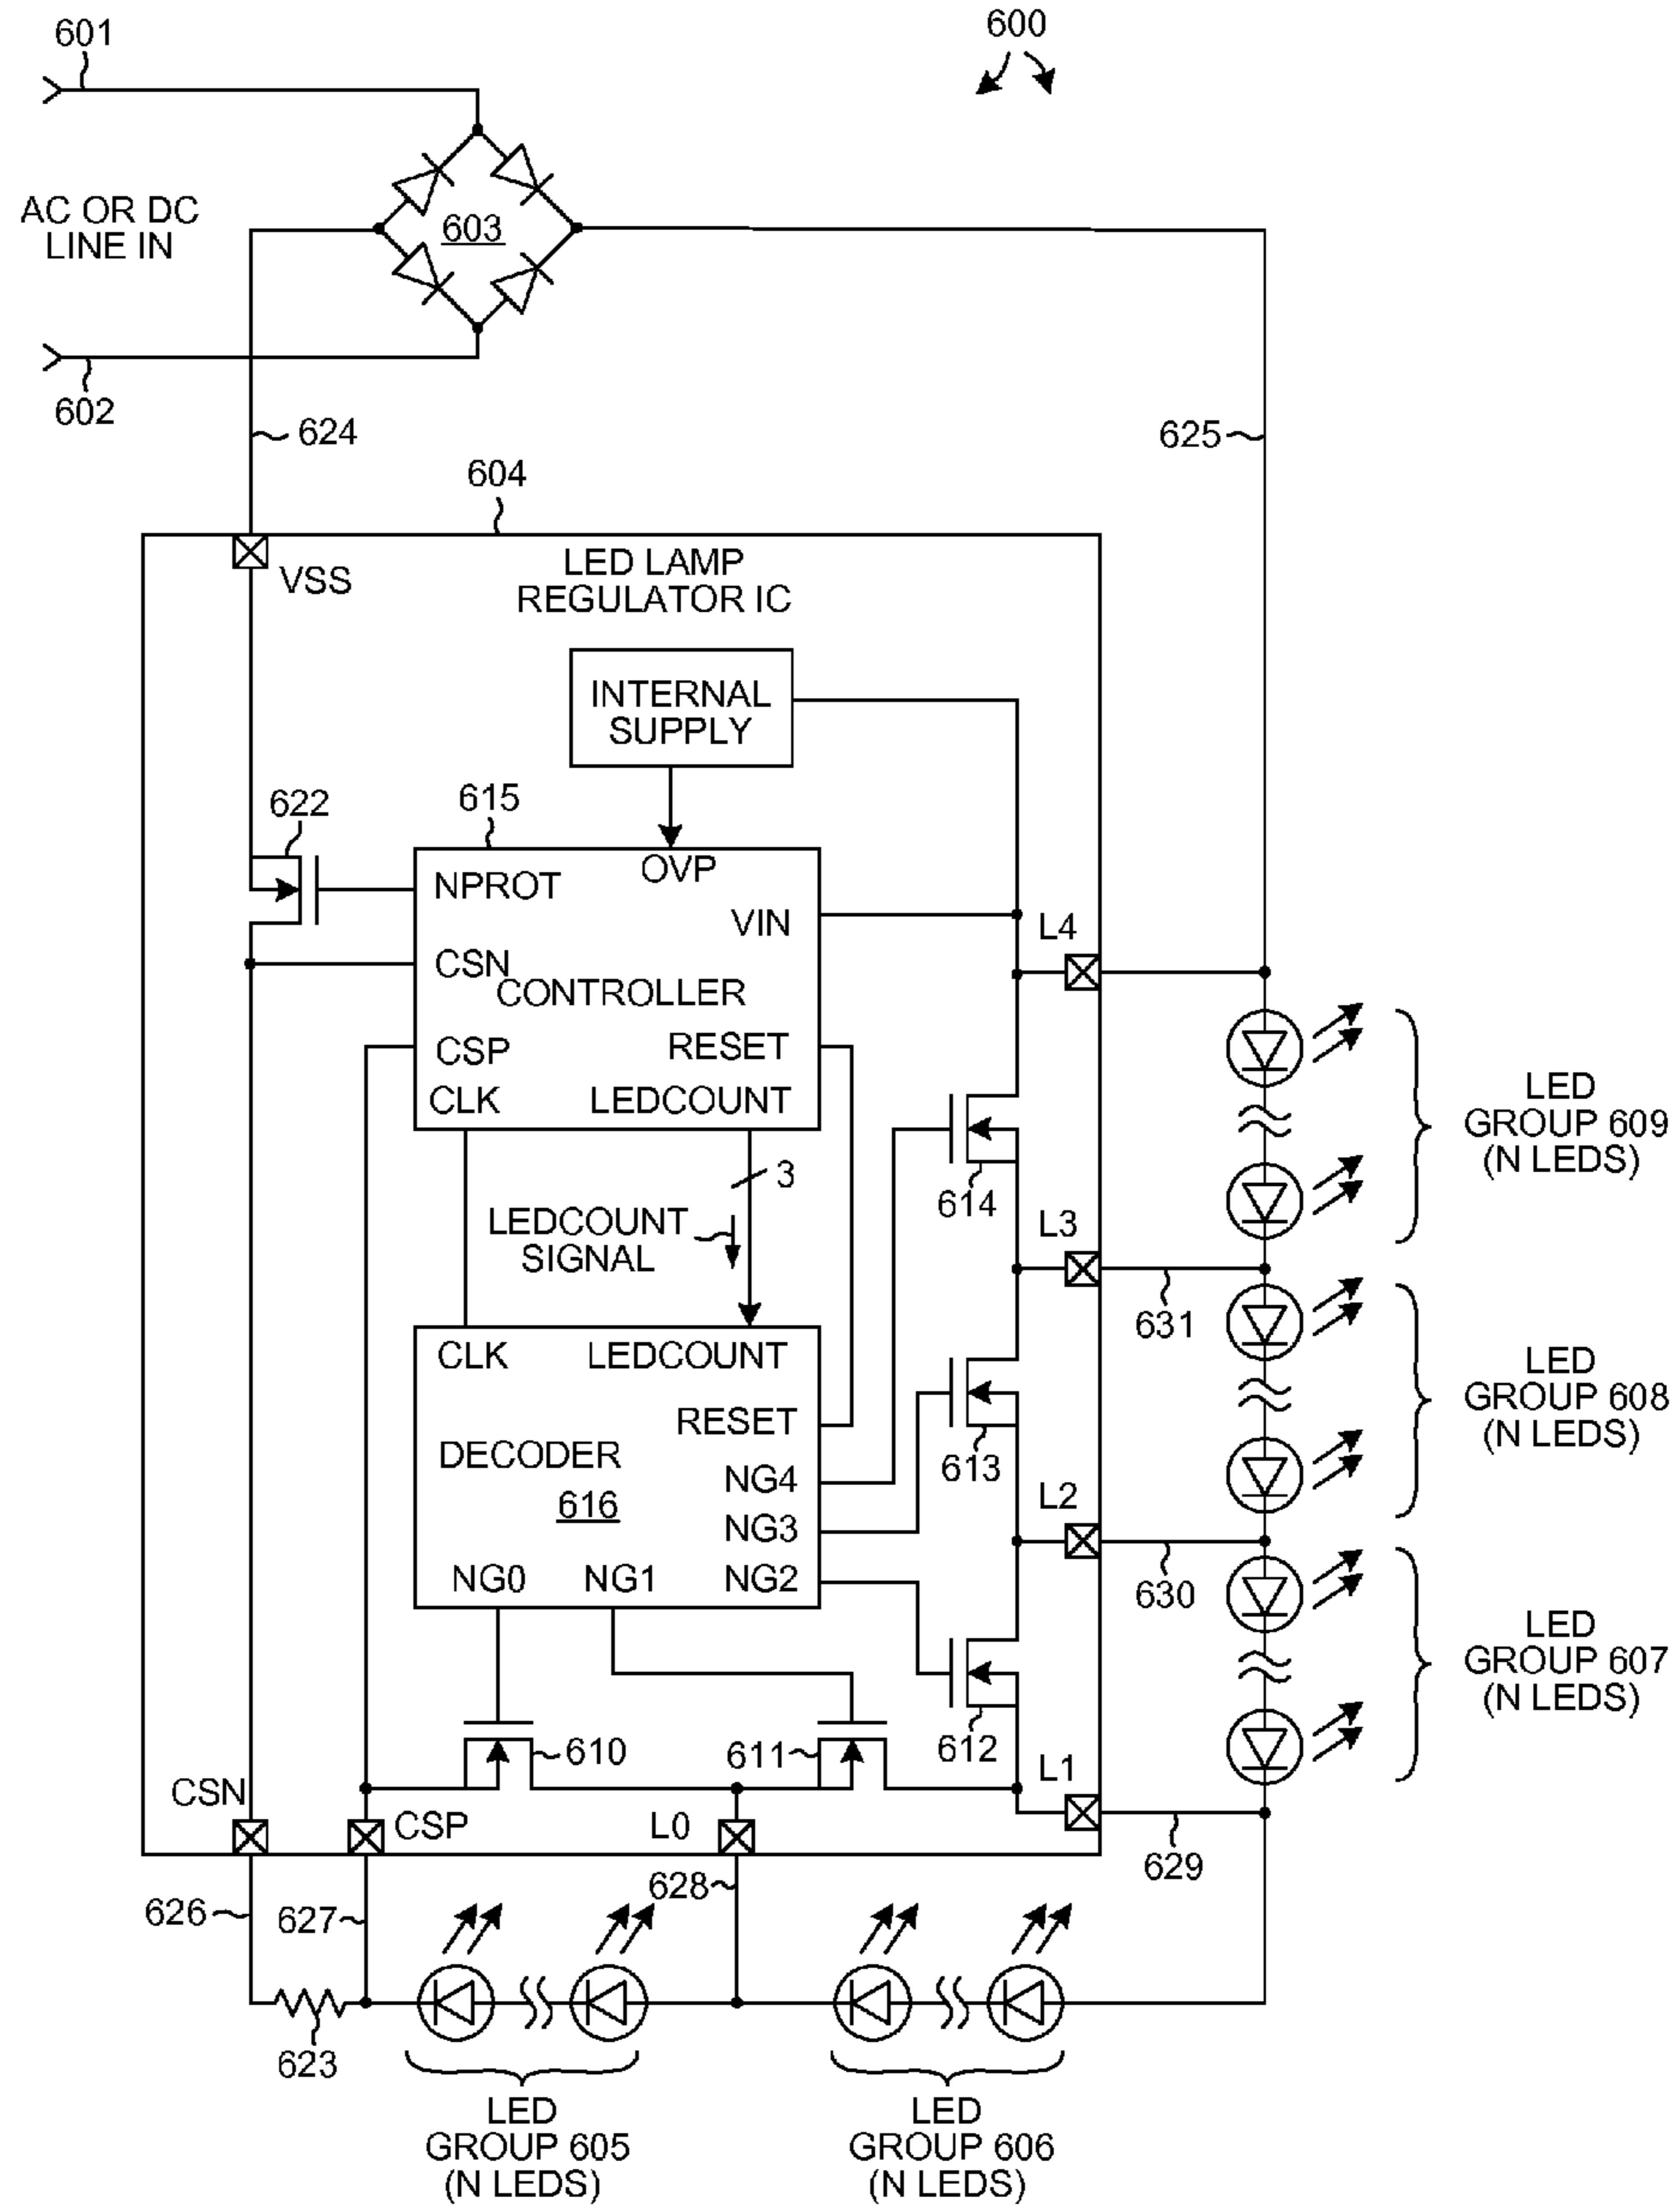 601
600
AC OR DC
LINE IN
603
602
624
625
604
VSS
LED LAMP
REGULATOR IC
INTERNAL
SUPPLY
622
615
OVP
NPROT
VIN
L4
CSN
CONTROLLER
RESET
CSP
CLK
LEDCOUNT
LED
GROUP 609
(N LEDS)
3
614
LEDCOUNT
SIGNAL
L3
631
CLK
LEDCOUNT
RESET
LED
GROUP 608
(N LEDS)
DECODER
616
613
NG4
NG3
L2
NG0
NG1
NG2
630
LED
GROUP 607
(N LEDS)
610
611
612
L1
CSN
CSP
L0
629
626
627
628
623
LED
GROUP 605
(N LEDS)
LED
GROUP 606
(N LEDS)